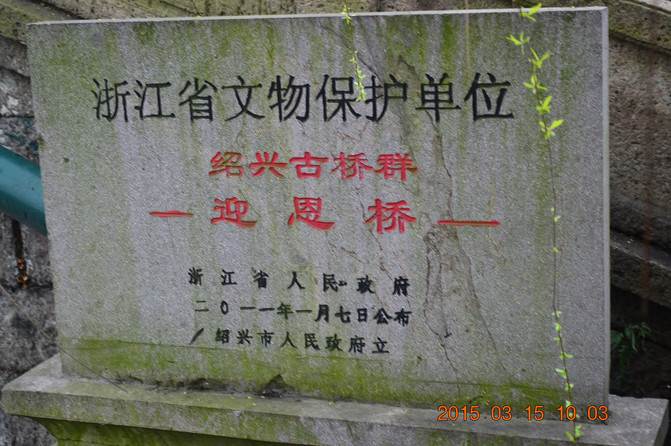 浙江省文物保护单位
绍兴古桥群
—迎恩桥—
浙江省人民政府
二〇一一年一月七日公布
绍兴市人民政府立
2015 03 15 10 03